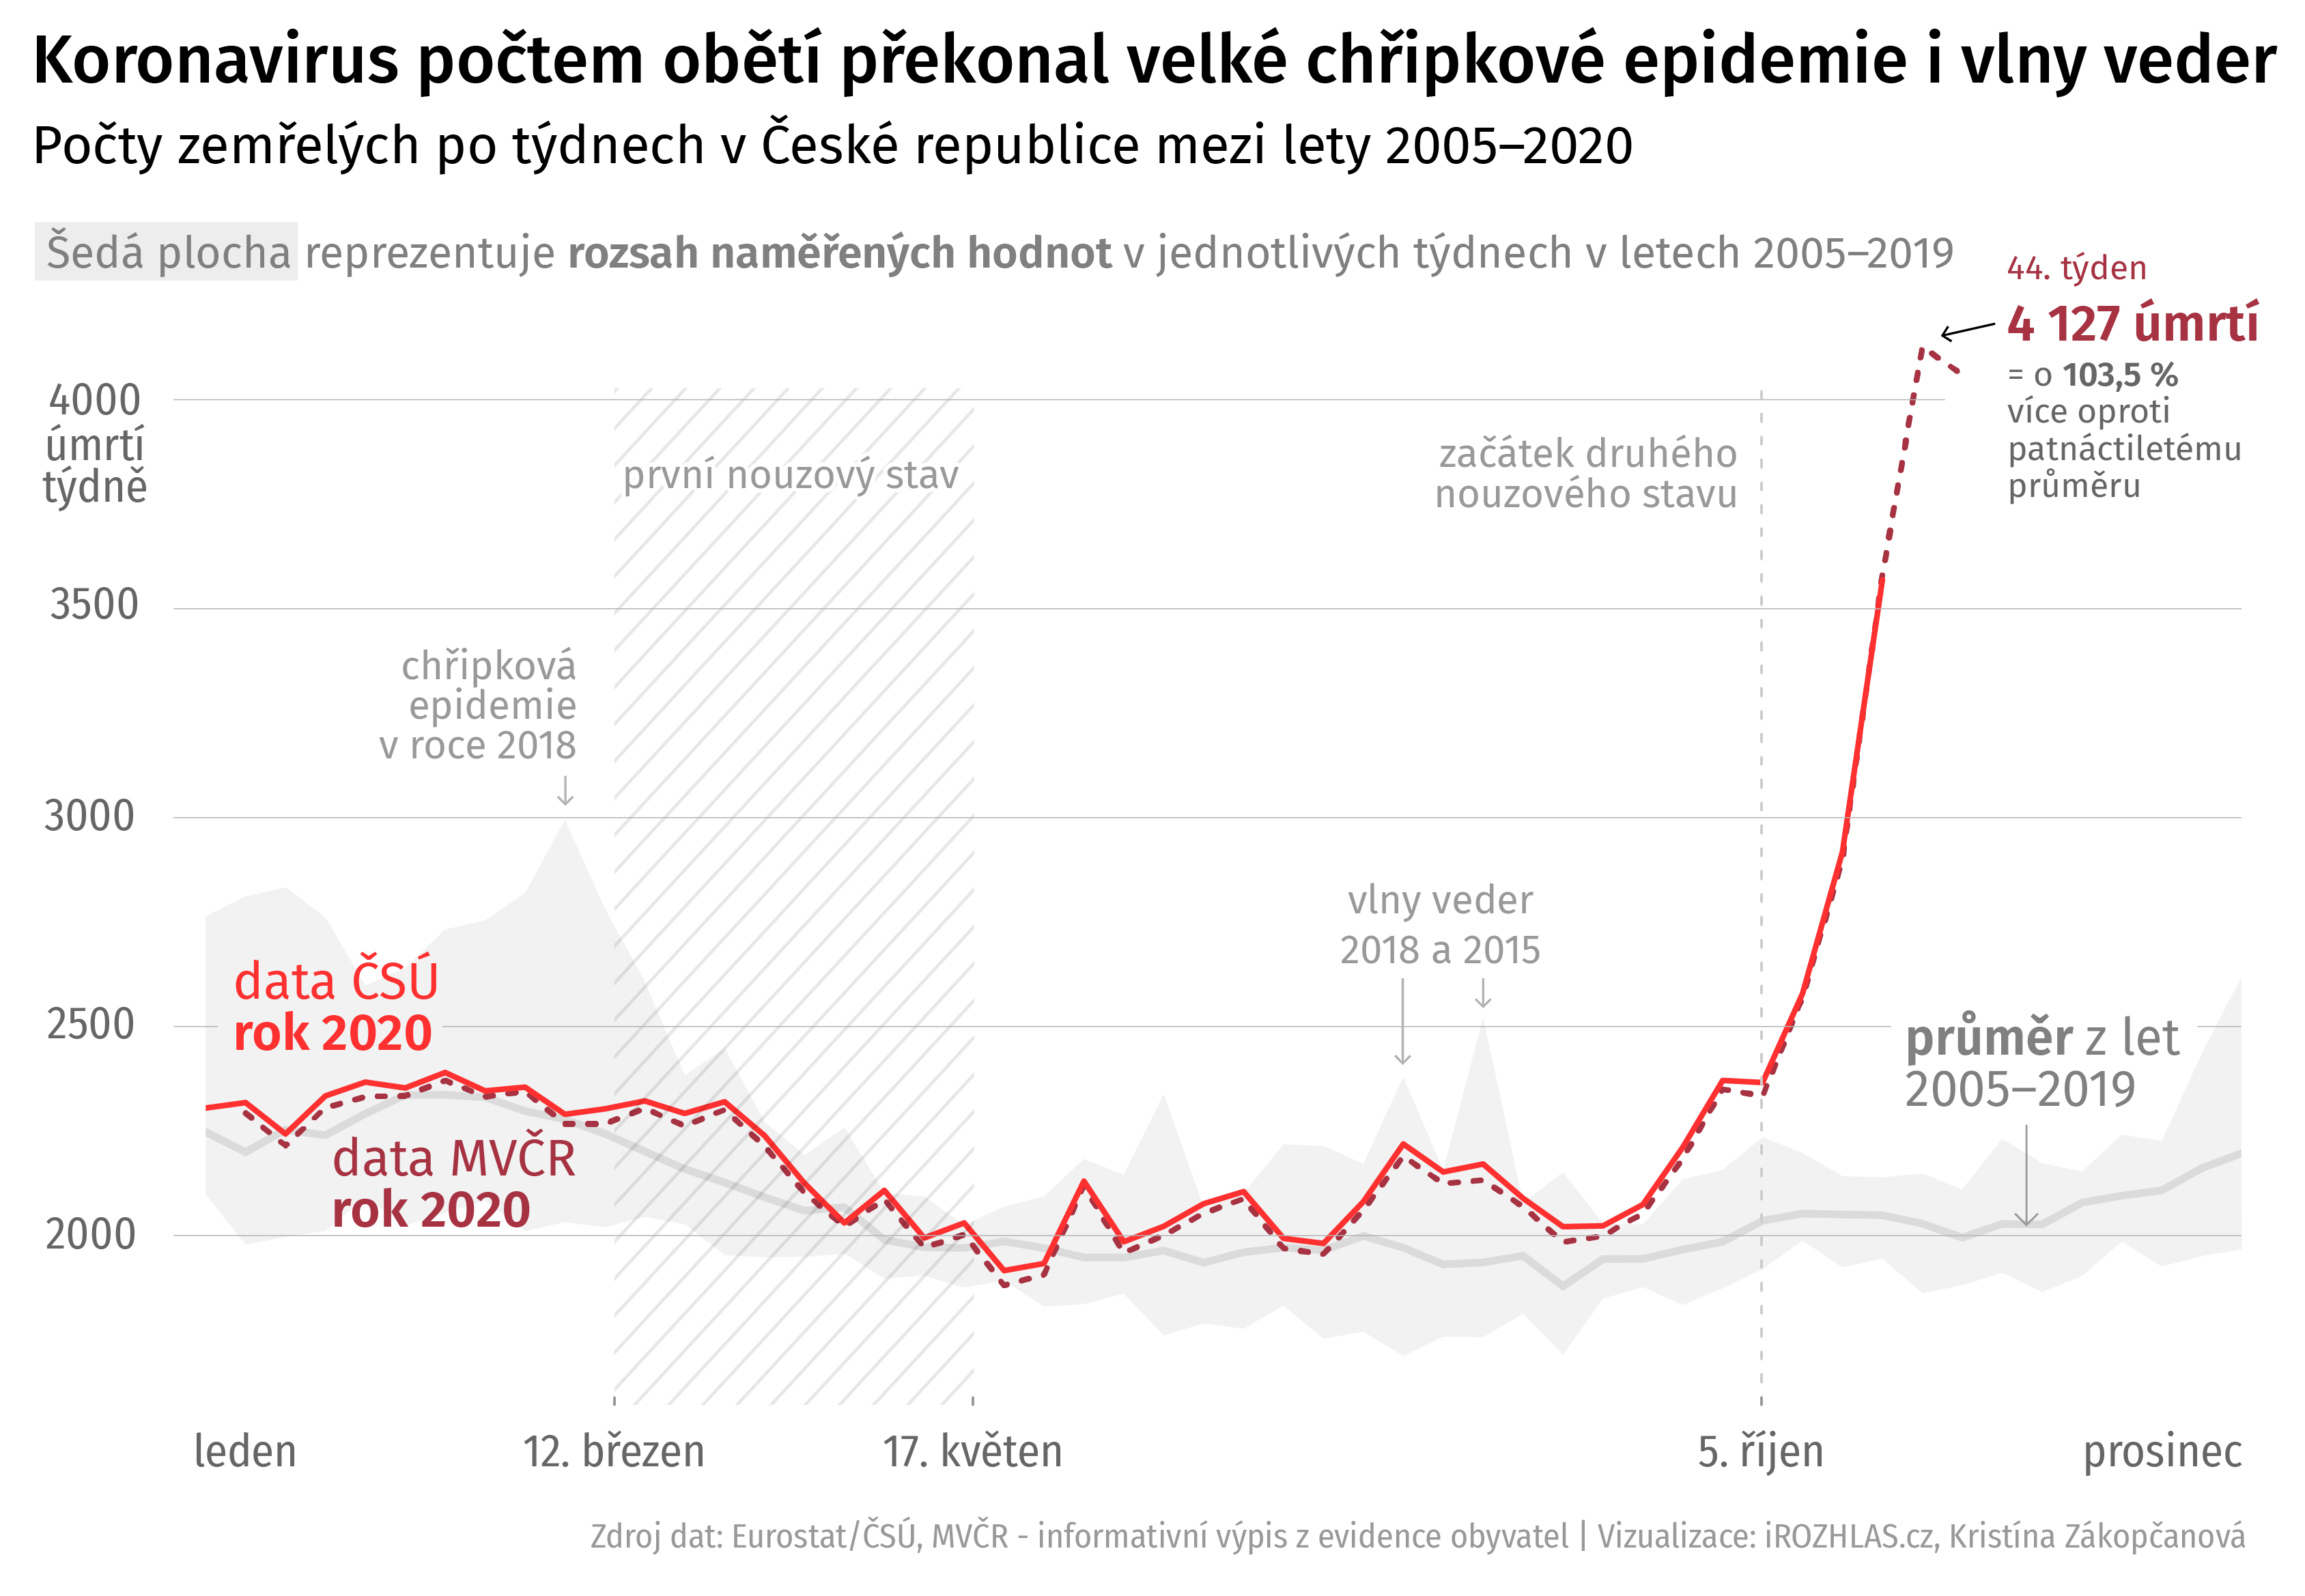 Koronavirus počtem obětí překonal velké chřipkové epidemie i vlny veder
Počty zemřelých po týdnech v České republice mezi lety 2005–2020
Šedá plocha reprezentuje rozsah naměřených hodnot v jednotlivých týdnech v letech 2005–2019
44. týden
4 127 úmrtí
= o 103,5 %
více oproti
patnáctiletému
průměru
4000
úmrtí
týdně
první nouzový stav
začátek druhého
nouzového stavu
3500
chřipková
epidemie
v roce 2018
3000
vlny veder
2018 a 2015
data ČSÚ
rok 2020
2500
průměr z let
2005–2019
data MVČR
rok 2020
2000
leden
12. březen
17. květen
5. říjen
prosinec
Zdroj dat: Eurostat/ČSÚ, MVČR - informativní výpis z evidence obyvatel | Vizualizace: iROZHLAS.cz, Kristína Zákopčanová